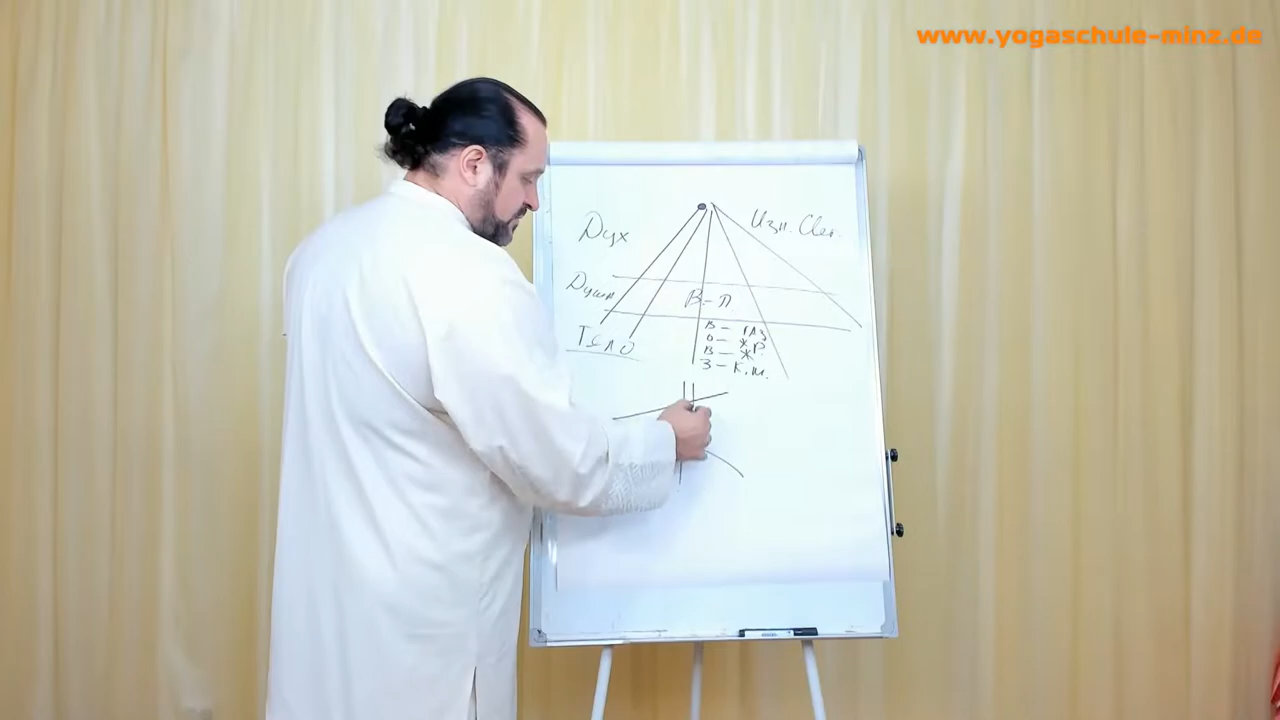 www.yogaschule-minz.de
Дух
Изн. Свет.
Душа
В-П.
ТЕЛО
В - ГАЗ
О - Ж.Р.
В - Ж
З - К.М.